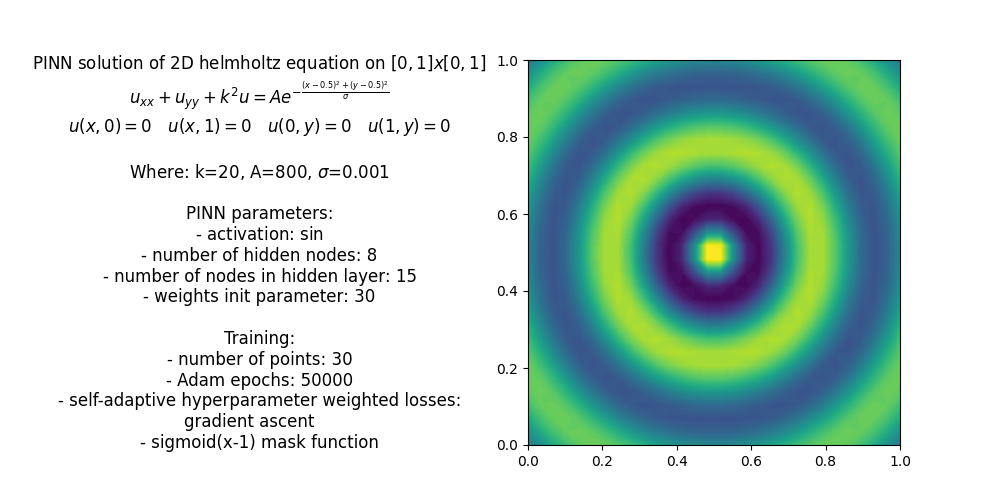 PINN solution of 2D helmholtz equation on [0, 1]x[0, 1]
u_{xx} + u_{yy} + k^2u = Ae^{-\frac{(x-0.5)^2+(y-0.5)^2}{σ}}
u(x, 0) = 0 u(x, 1) = 0 u(0, y) = 0 u(1, y) = 0
Where: k=20, A=800, σ=0.001
PINN parameters:
- activation: sin
- number of hidden nodes: 8
- number of nodes in hidden layer: 15
- weights init parameter: 30
Training:
- number of points: 30
- Adam epochs: 50000
- self-adaptive hyperparameter weighted losses:
gradient ascent
- sigmoid(x-1) mask function
1.0
0.8
0.6
0.4
0.2
0.0
0.0 0.2 0.4 0.6 0.8 1.0